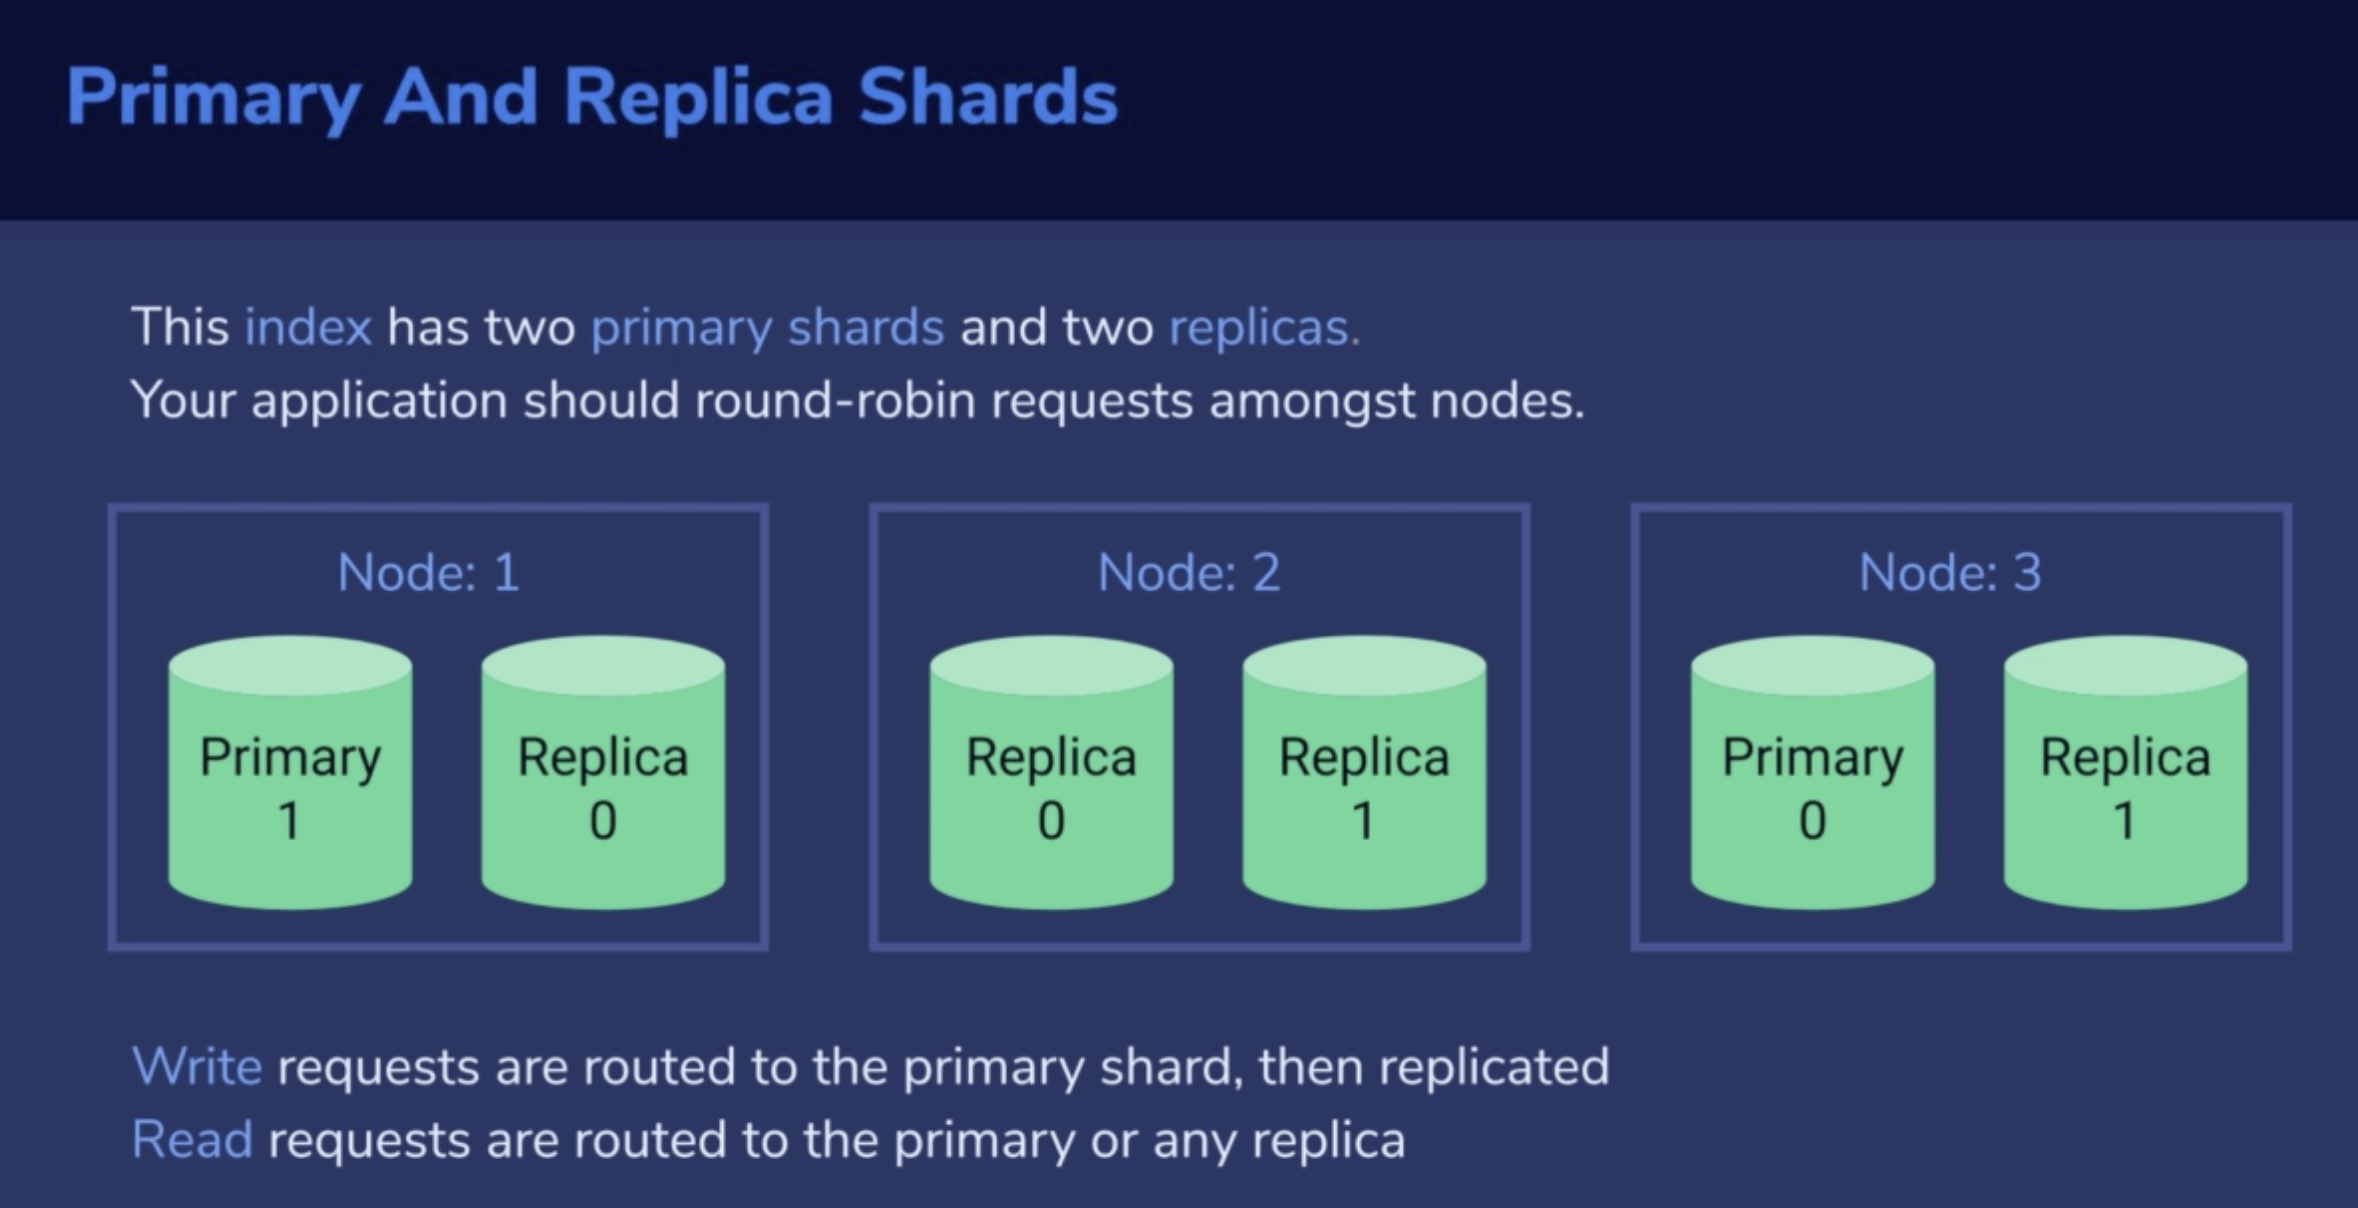 Primary And Replica Shards
This index has two primary shards and two replicas.
Your application should round-robin requests amongst nodes.
Node: 1
Primary
1
Replica
0
Node: 2
Replica
0
Replica
1
Node: 3
Primary
0
Replica
1
Write requests are routed to the primary shard, then replicated
Read requests are routed to the primary or any replica